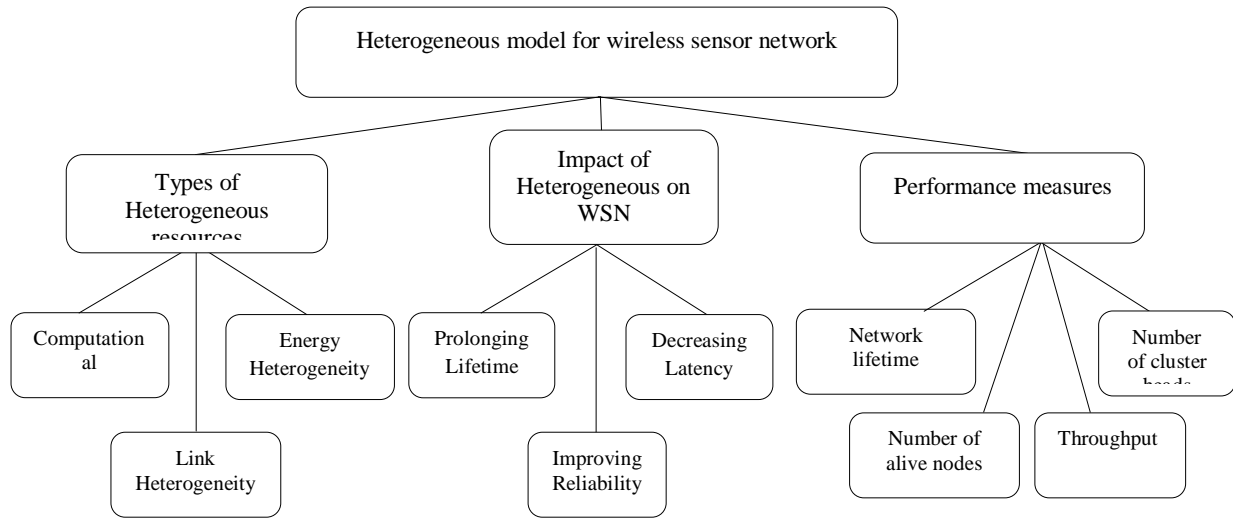 Heterogeneous model for wireless sensor network
Types of
Heterogeneous
resources
Impact of
Heterogeneous on
WSN
Performance measures
Computation
al
Energy
Heterogeneity
Prolonging
Lifetime
Decreasing
Latency
Network
lifetime
Number
of cluster
heads
Link
Heterogeneity
Improving
Reliability
Number of
alive nodes
Throughput